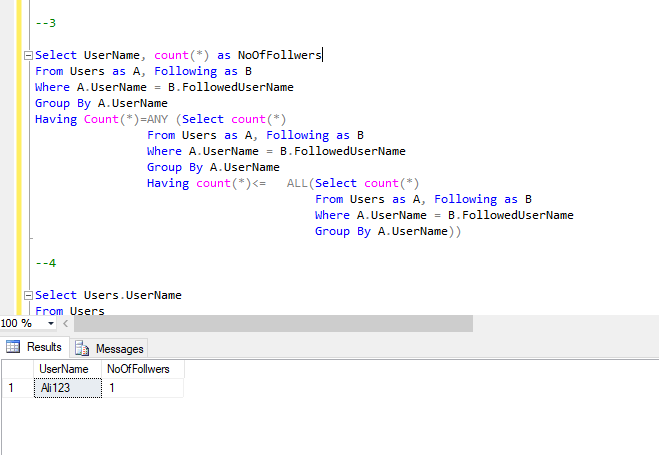 --3
Select UserName, count(*) as NoOfFollwers
From Users as A, Following as B
Where A.UserName = B.FollowedUserName
Group By A.UserName
Having Count(*)=ANY (Select count(*)
From Users as A, Following as B
Where A.UserName = B.FollowedUserName
Group By A.UserName
Having count(*)<= ALL(Select count(*)
From Users as A, Following as B
Where A.UserName = B.FollowedUserName
Group By A.UserName))
--4
Select Users.UserName
From Users
100 %
Results Messages
UserName NoOfFollwers
1 Ali123 1